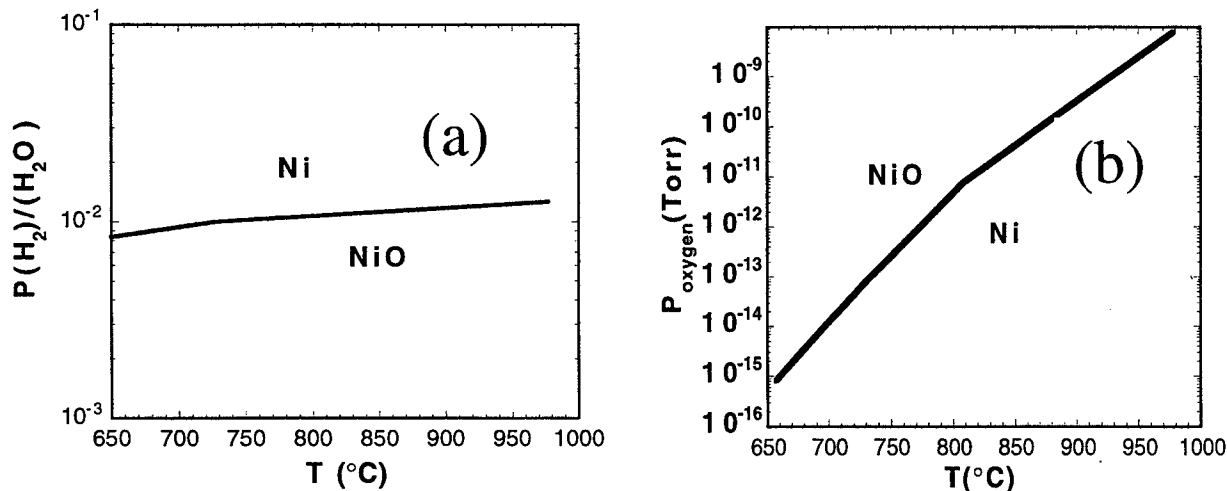 10⁻¹
10⁻²
10⁻³
P(H₂)/(H₂O)
(a)
Ni
NiO
650 700 750 800 850 900 950 1000
T (°C)
10⁻⁹
10⁻¹⁰
10⁻¹¹
10⁻¹²
10⁻¹³
10⁻¹⁴
10⁻¹⁵
10⁻¹⁶
P_oxygen(Torr)
(b)
NiO
Ni
650 700 750 800 850 900 950 1000
T(°C)